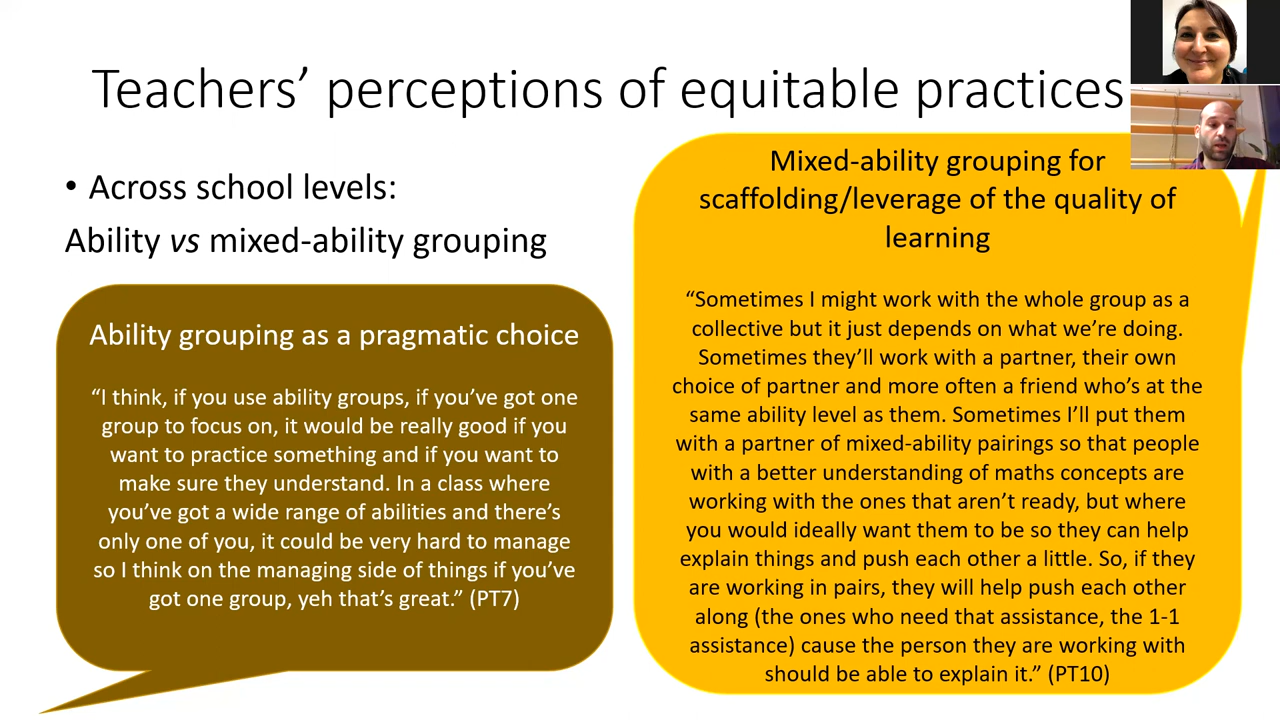 Teachers’ perceptions of equitable practices
• Across school levels:
Ability vs mixed-ability grouping
Ability grouping as a pragmatic choice
“I think, if you use ability groups, if you’ve got one
group to focus on, it would be really good if you
want to practice something and if you want to
make sure they understand. In a class where
you’ve got a wide range of abilities and there’s
only one of you, it could be very hard to manage
so I think on the managing side of things if you’ve
got one group, yeh that’s great.” (PT7)
Mixed-ability grouping for
scaffolding/leverage of the quality of
learning
“Sometimes I might work with the whole group as a
collective but it just depends on what we’re doing.
Sometimes they’ll work with a partner, their own
choice of partner and more often a friend who’s at the
same ability level as them. Sometimes I’ll put them
with a partner of mixed-ability pairings so that people
with a better understanding of maths concepts are
working with the ones that aren’t ready, but where
you would ideally want them to be so they can help
explain things and push each other a little. So, if they
are working in pairs, they will help push each other
along (the ones who need that assistance, the 1-1
assistance) cause the person they are working with
should be able to explain it.” (PT10)